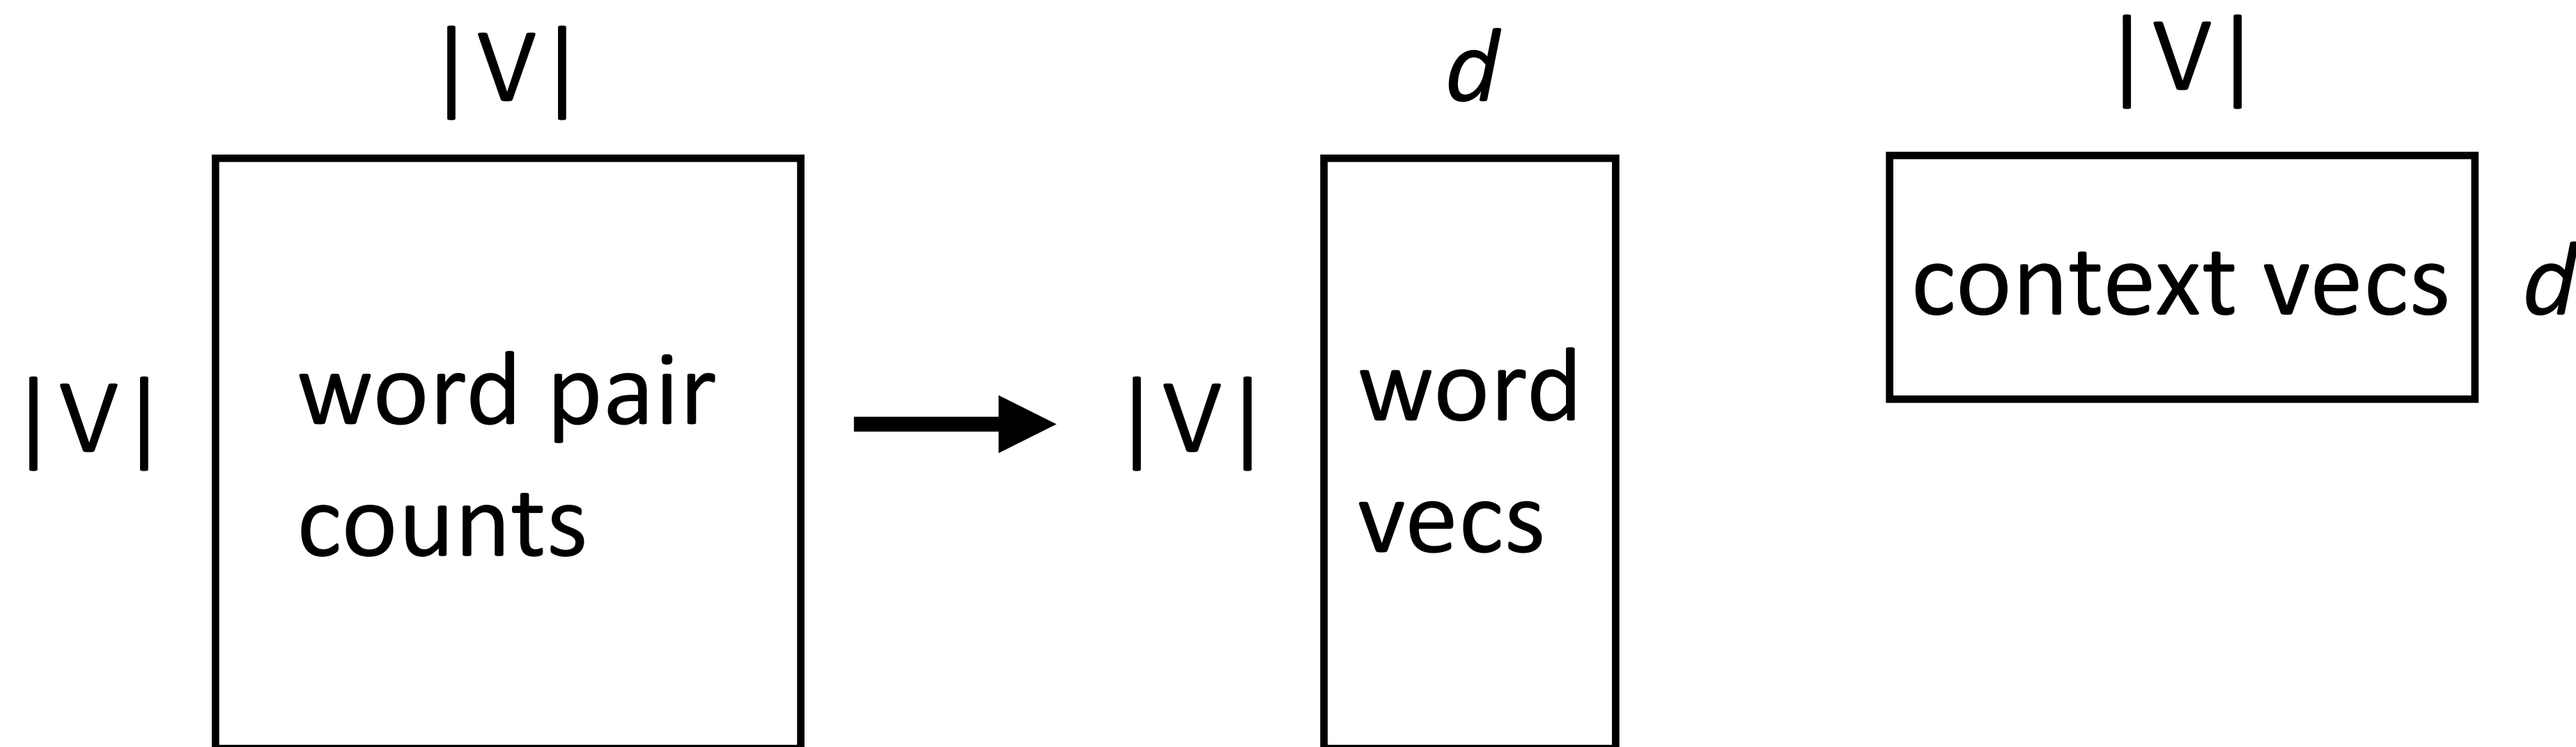 |V|
|V|
word pair
counts
d
|V|
word
vecs
|V|
context vecs
d